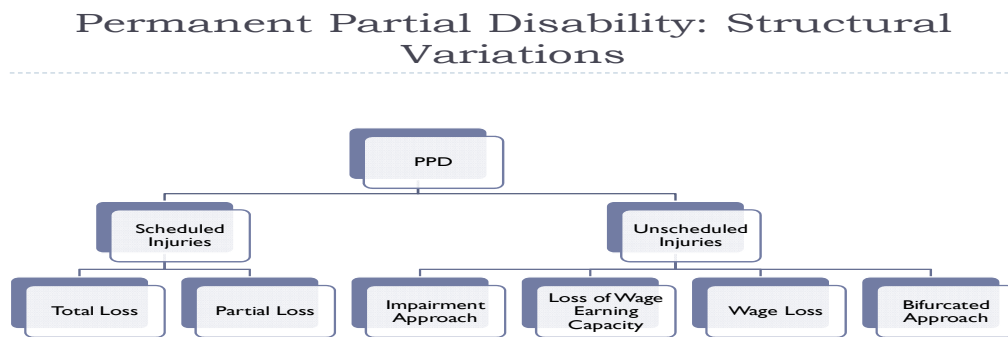 Permanent Partial Disability: Structural
Variations
PPD
Scheduled
Injuries
Unscheduled
Injuries
Total Loss
Partial Loss
Impairment
Approach
Loss of Wage
Earning
Capacity
Wage Loss
Bifurcated
Approach